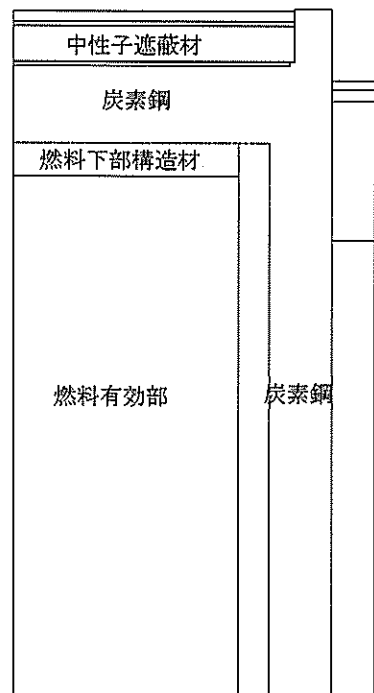 中性子遮蔽材
炭素鋼
燃料下部構造材
燃料有効部
炭素鋼